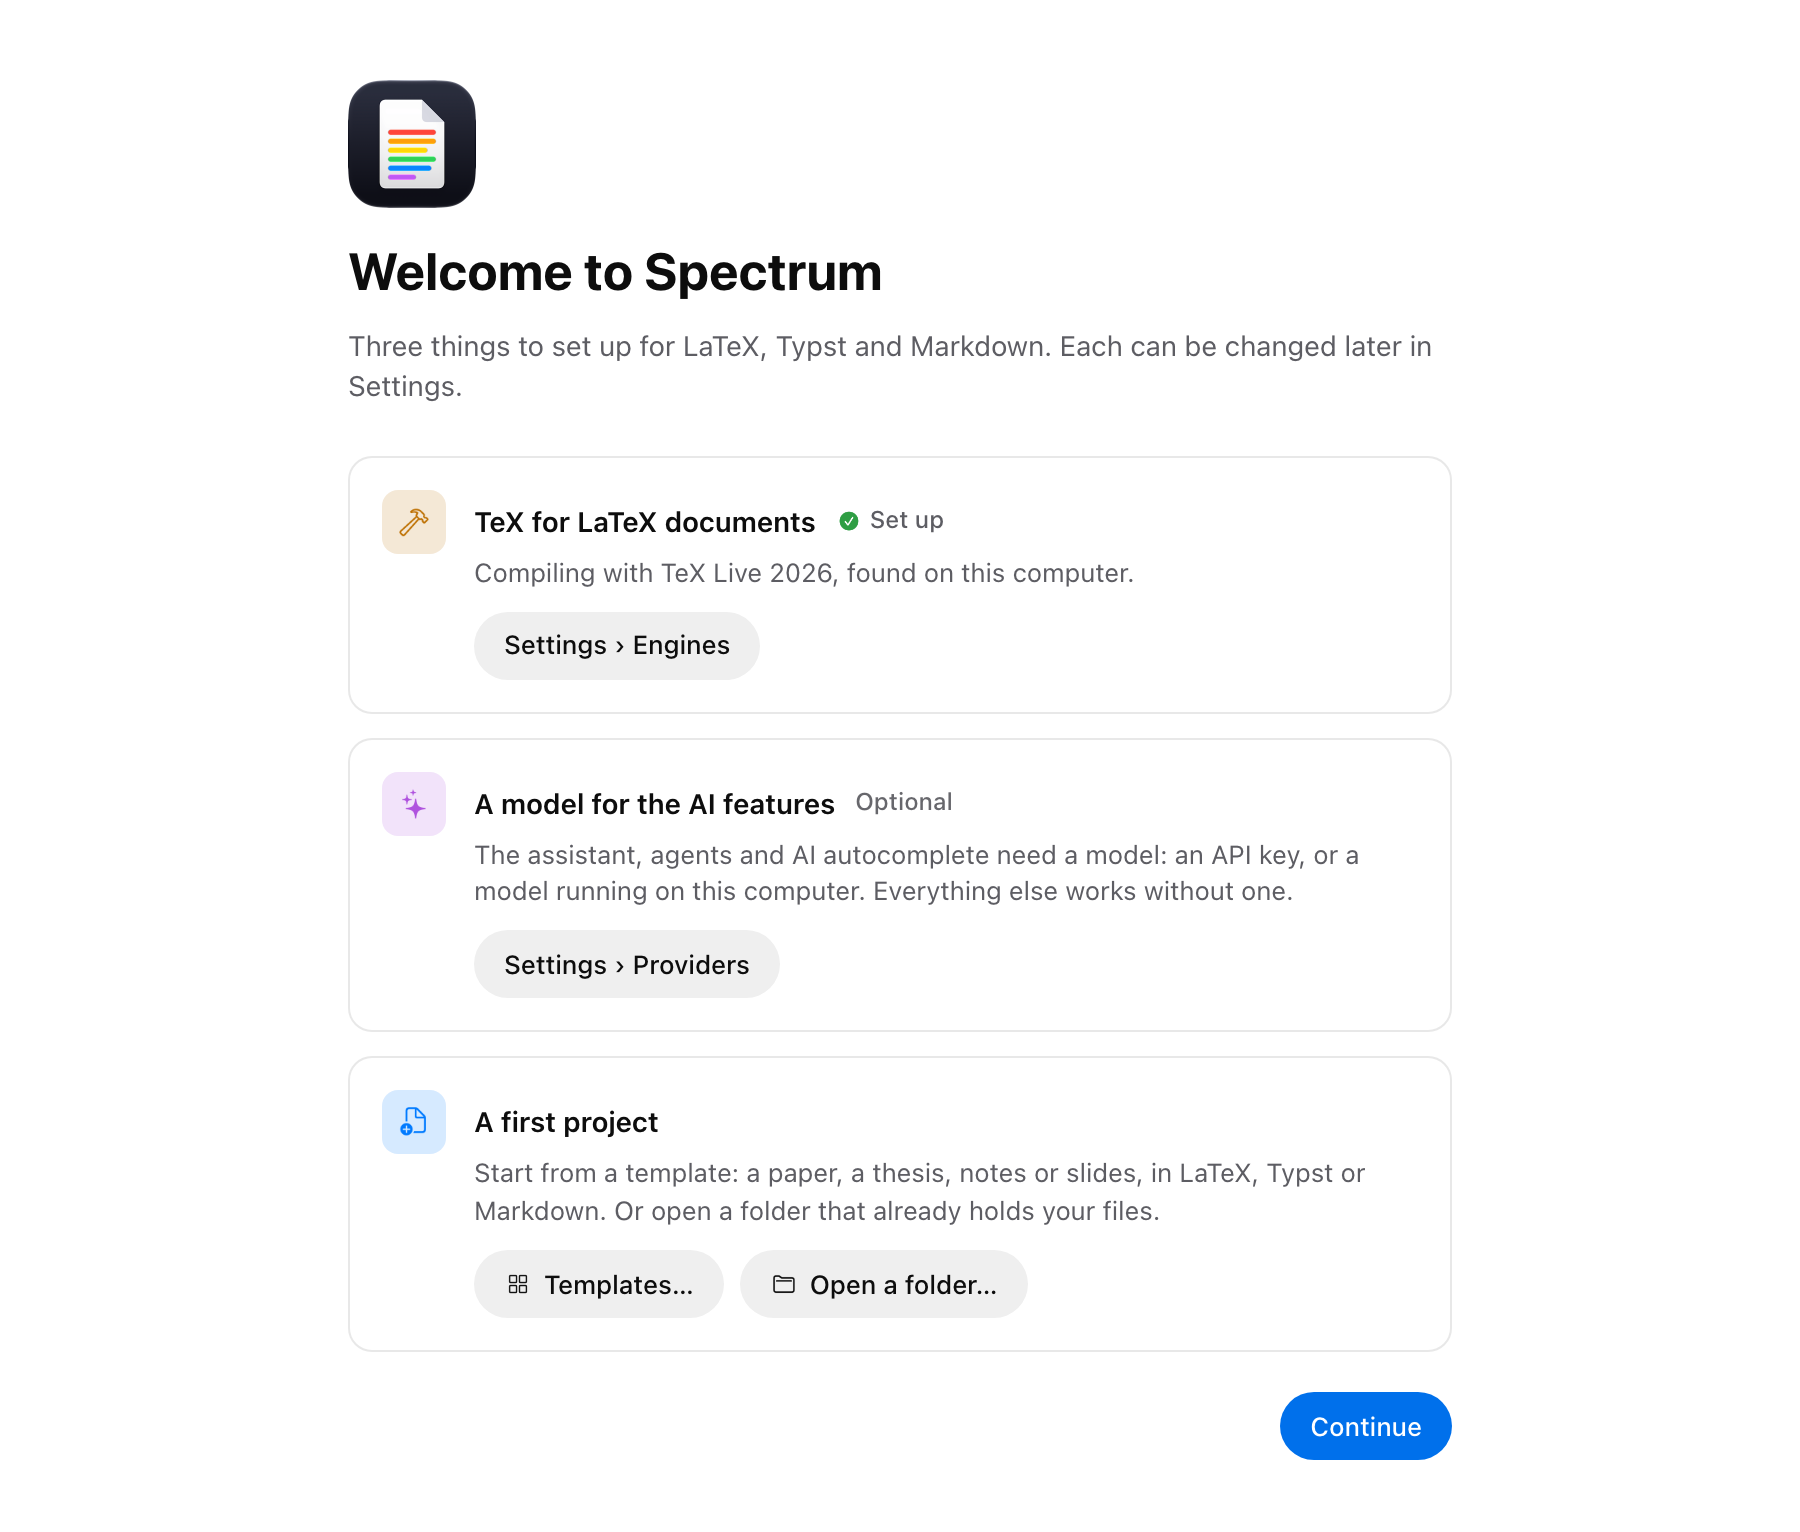 Welcome to Spectrum
Three things to set up for LaTeX, Typst and Markdown. Each can be changed later in
Settings.
TeX for LaTeX documents Set up
Compiling with TeX Live 2026, found on this computer.
Settings › Engines
A model for the AI features Optional
The assistant, agents and AI autocomplete need a model: an API key, or a
model running on this computer. Everything else works without one.
Settings › Providers
A first project
Start from a template: a paper, a thesis, notes or slides, in LaTeX, Typst or
Markdown. Or open a folder that already holds your files.
Templates... Open a folder...
Continue